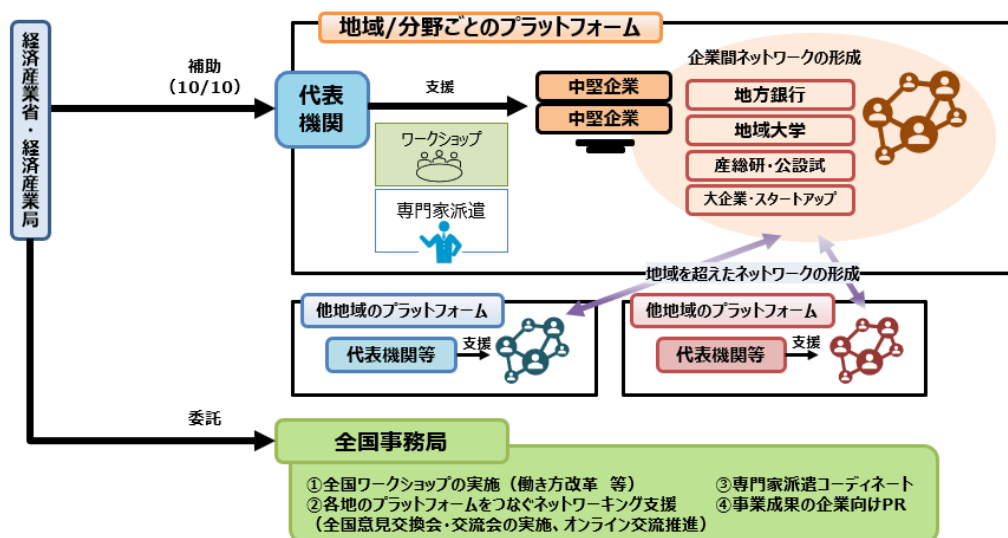 経済産業省・経済産業局
補助
（10/10）
地域/分野ごとのプラットフォーム
代表
機関
支援
ワークショップ
専門家派遣
中堅企業
中堅企業
企業間ネットワークの形成
地方銀行
地域大学
産総研・公設試
大企業・スタートアップ
地域を超えたネットワークの形成
他地域のプラットフォーム
代表機関等
支援
他地域のプラットフォーム
代表機関等
支援
委託
全国事務局
①全国ワークショップの実施（働き方改革　等）
②各地のプラットフォームをつなぐネットワーキング支援
（全国意見交換会・交流会の実施、オンライン交流推進）
③専門家派遣コーディネート
④事業成果の企業向けPR